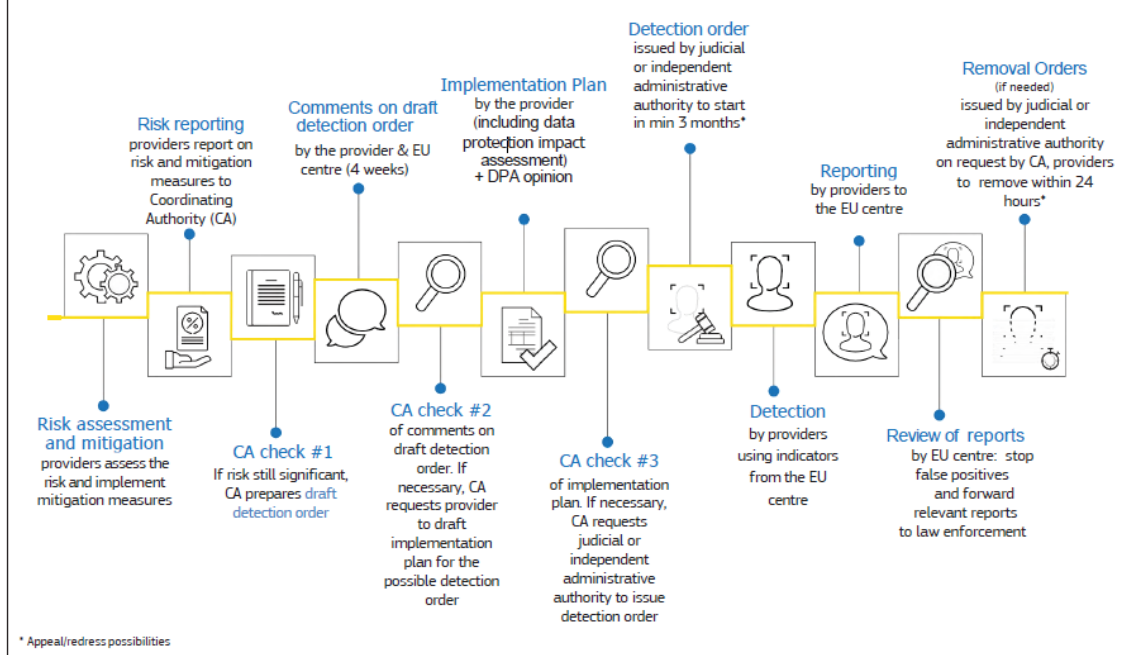 Risk assessment
and mitigation
providers assess the
risk and implement
mitigation measures
Risk reporting
providers report on
risk and mitigation
measures to
Coordinating
Authority (CA)
CA check #1
If risk still significant,
CA prepares draft
detection order
Comments on draft
detection order
by the provider & EU
centre (4 weeks)
CA check #2
of comments on
draft detection
order. If
necessary, CA
requests provider
to draft
implementation
plan for the
possible detection
order
Implementation Plan
by the provider
(including data
protection impact
assessment)
+ DPA opinion
CA check #3
of implementation
plan. If necessary,
CA requests
judicial or
independent
administrative
authority to issue
detection order
Detection order
issued by judicial
or independent
administrative
authority to start
in min 3 months*
Detection
by providers
using indicators
from the EU
centre
Reporting
by providers to
the EU centre
Review of reports
by EU centre: stop
false positives
and forward
relevant reports
to law enforcement
Removal Orders
(if needed)
issued by judicial or
independent
administrative authority
on request by CA, providers
to remove within 24
hours*
* Appeal/redress possibilities